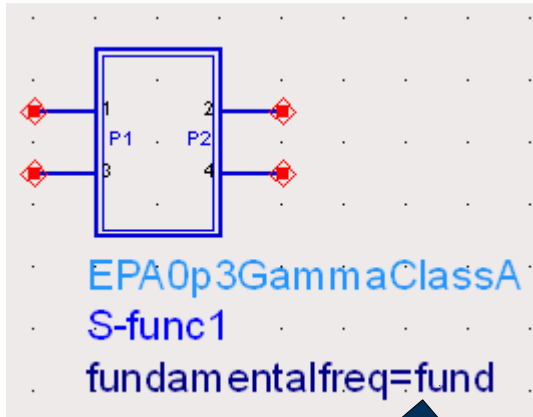 1 2
P1 P2
3 4
EPA0p3GammaClassA
S-func1
fundamentalfreq=fund